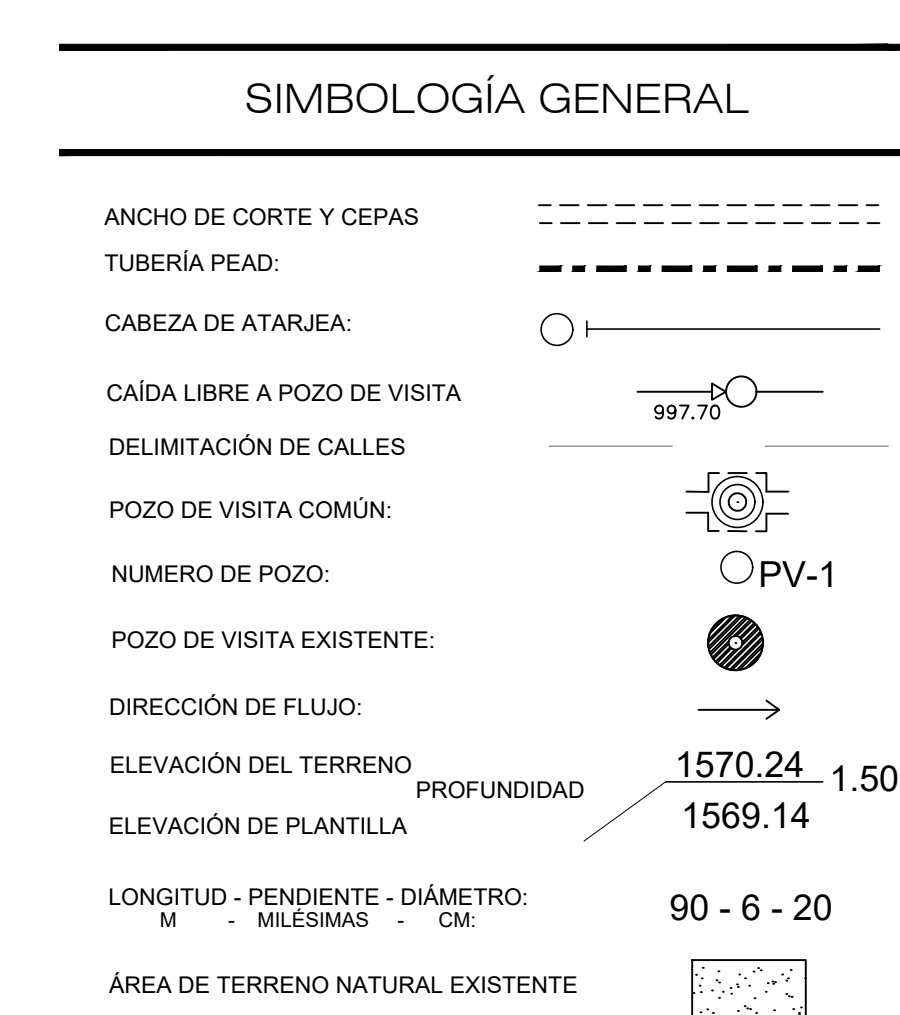 SIMBOLOGÍA GENERAL
ANCHO DE CORTE Y CEPAS
TUBERÍA PEAD:
CABEZA DE ATARJEA:
CAÍDA LIBRE A POZO DE VISITA
997.70
DELIMITACIÓN DE CALLES
POZO DE VISITA COMÚN:
NUMERO DE POZO:
PV-1
POZO DE VISITA EXISTENTE:
DIRECCIÓN DE FLUJO:
ELEVACIÓN DEL TERRENO
1570.24
PROFUNDIDAD
1.50
ELEVACIÓN DE PLANTILLA
1569.14
LONGITUD - PENDIENTE - DIÁMETRO:
M - MILÉSIMAS - CM:
90 - 6 - 20
ÁREA DE TERRENO NATURAL EXISTENTE